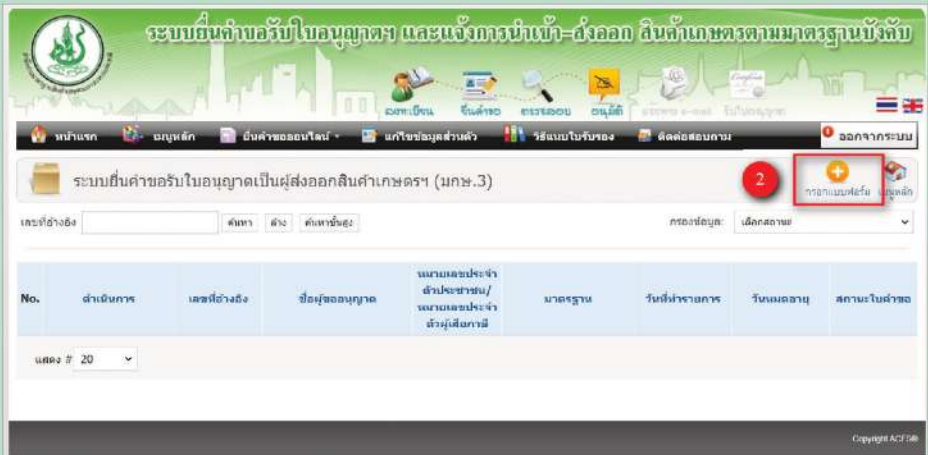 ระบบยื่นคำขอรับใบอนุญาตฯ และแจ้งการนำเข้า-ส่งออก สินค้าเกษตรตามมาตรฐานบังคับ
ลงทะเบียน ยื่นคำขอ ตรวจสอบ อนุมัติ แจ้งทาง e-mail รับใบอนุญาต
หน้าแรก เมนูหลัก ยื่นคำขอออนไลน์ แก้ไขข้อมูลส่วนตัว วิธีแนบใบรับรอง ติดต่อสอบถาม ออกจากระบบ
ระบบยื่นคำขอรับใบอนุญาตเป็นผู้ส่งออกสินค้าเกษตรฯ (มกษ.3)
2
กรอกแบบฟอร์ม เมนูหลัก
เลขที่อ้างอิง ค้นหา ล้าง ค้นหาขั้นสูง กรองข้อมูล: เลือกสถานะ
No. ดำเนินการ เลขที่อ้างอิง ชื่อผู้ขออนุญาต หมายเลขประจำตัวประชาชน/หมายเลขประจำตัวผู้เสียภาษี มาตรฐาน วันที่ทำรายการ วันหมดอายุ สถานะใบคำขอ
แสดง # 20
Copyright ACFS®